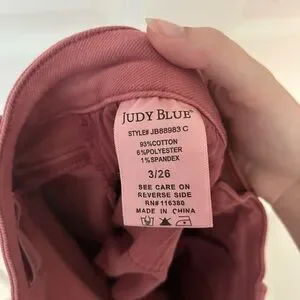 JUDY BLUE®
STYLE# JB88983 C
93%COTTON
6%POLYESTER
1%SPANDEX
3/26
SEE CARE ON
REVERSE SIDE
RN# 116380
MADE IN CHINA